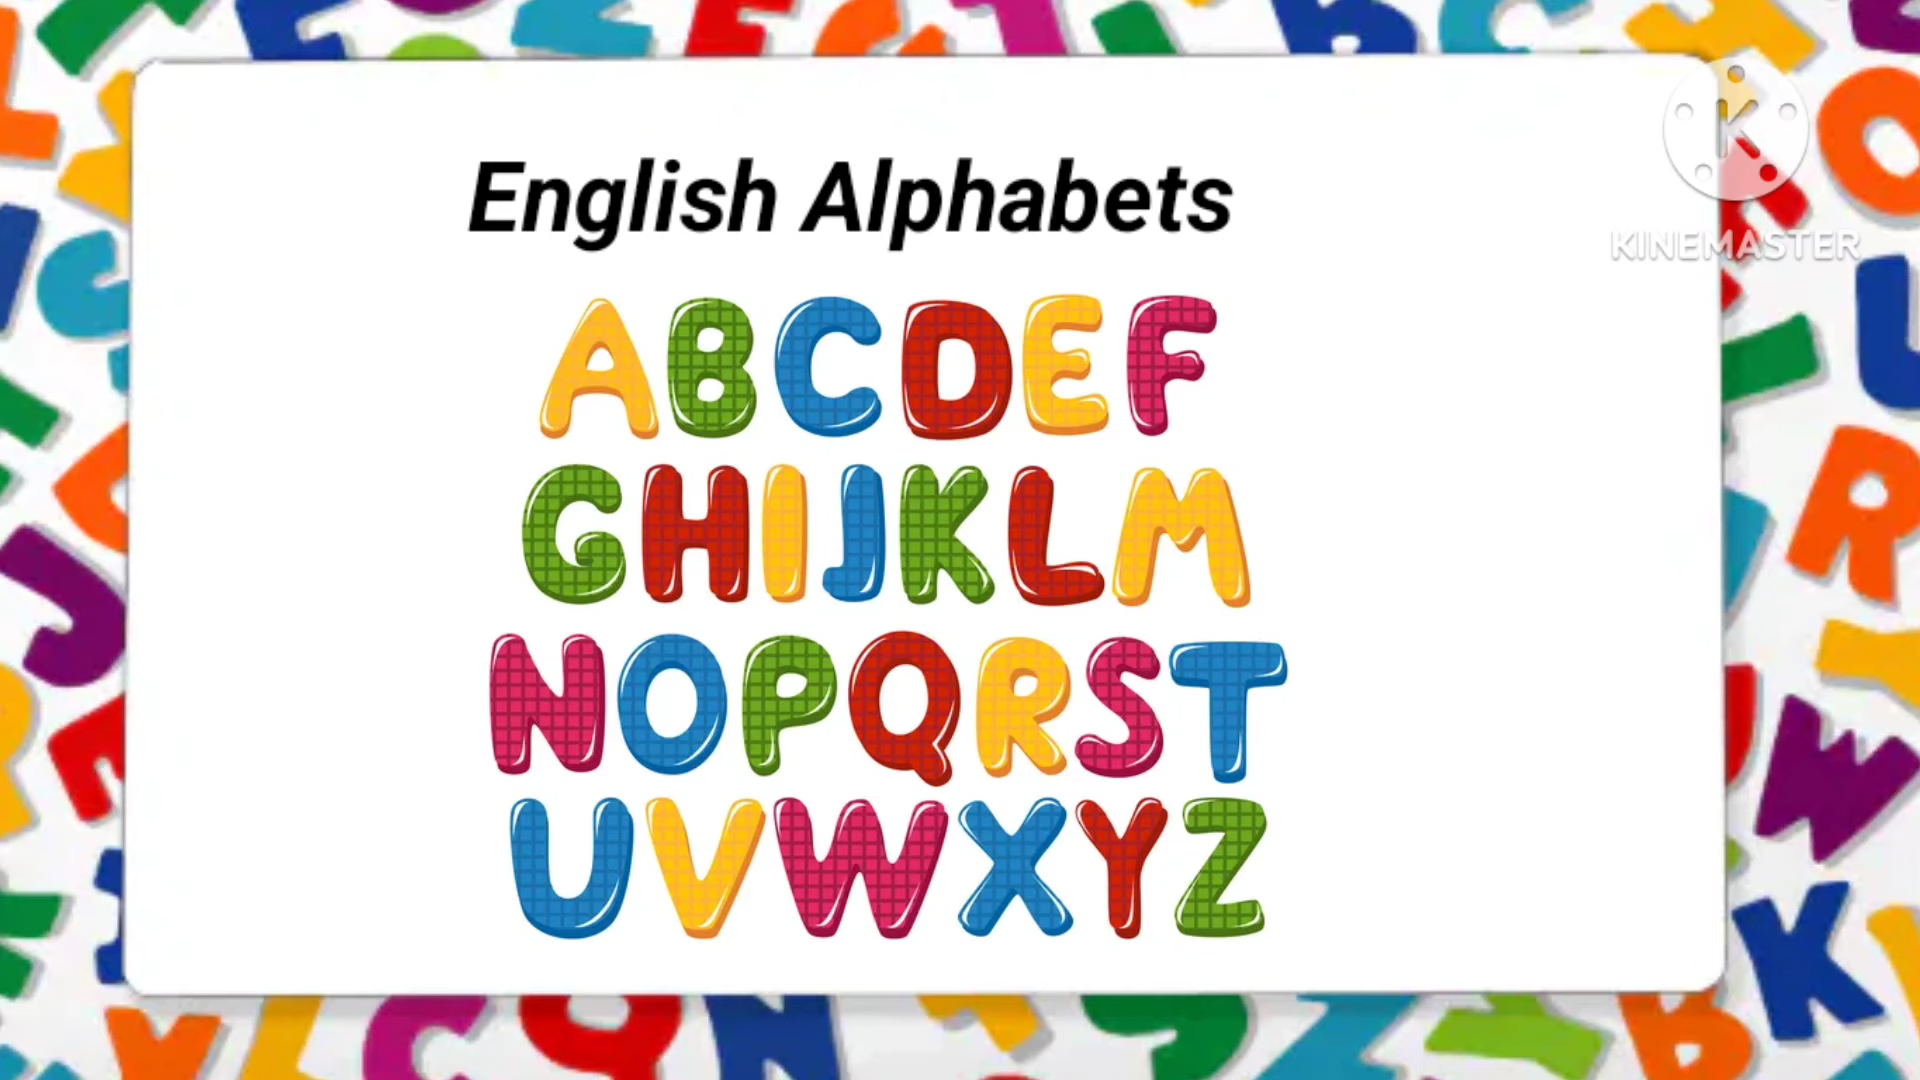 English Alphabets
KINEMASTER
ABCDEF
GHIJKLM
NOPQRST
UVWXYZ